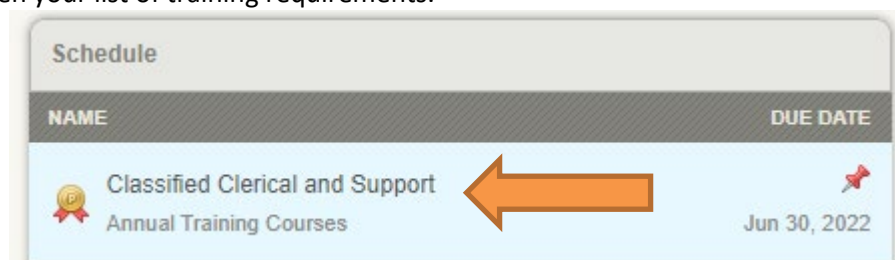 your list of training requirements.
Schedule
NAME DUE DATE
Classified Clerical and Support
Annual Training Courses Jun 30, 2022